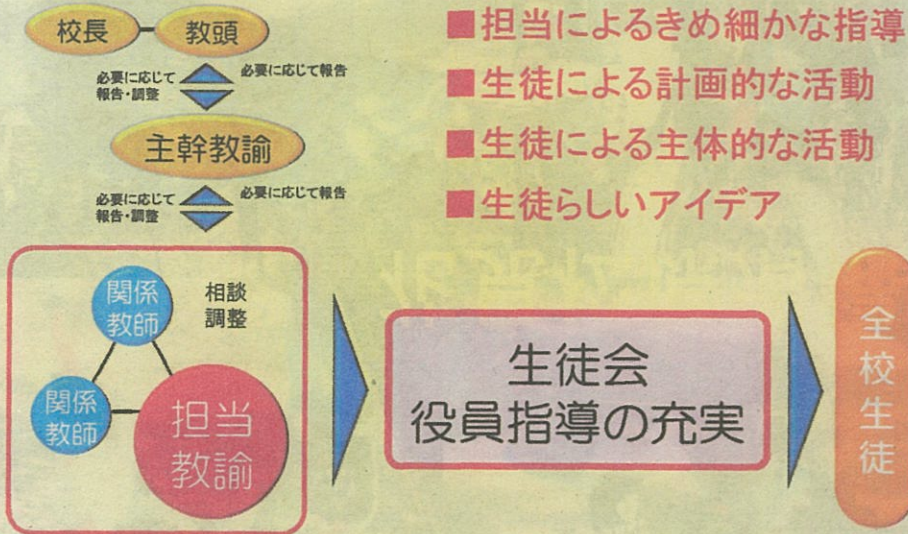 校長
教頭
必要に応じて
報告・調整
必要に応じて報告
主幹教諭
必要に応じて
報告・調整
必要に応じて報告
■担当によるきめ細かな指導
■生徒による計画的な活動
■生徒による主体的な活動
■生徒らしいアイデア
関係
教師
相談
調整
関係
教師
担当
教諭
生徒会
役員指導の充実
全校生徒